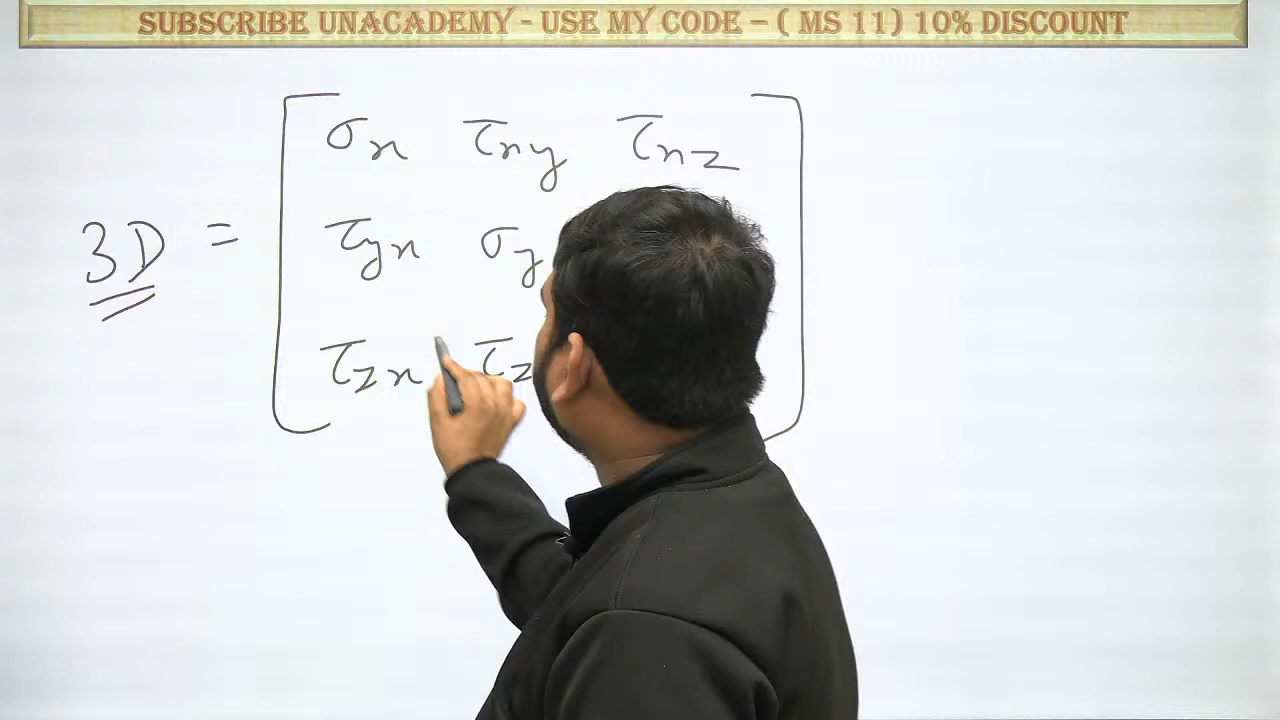 SUBSCRIBE UNACADEMY - USE MY CODE – ( MS 11) 10% DISCOUNT
σx τxy τxz
3D = τyx σy
τzx τz